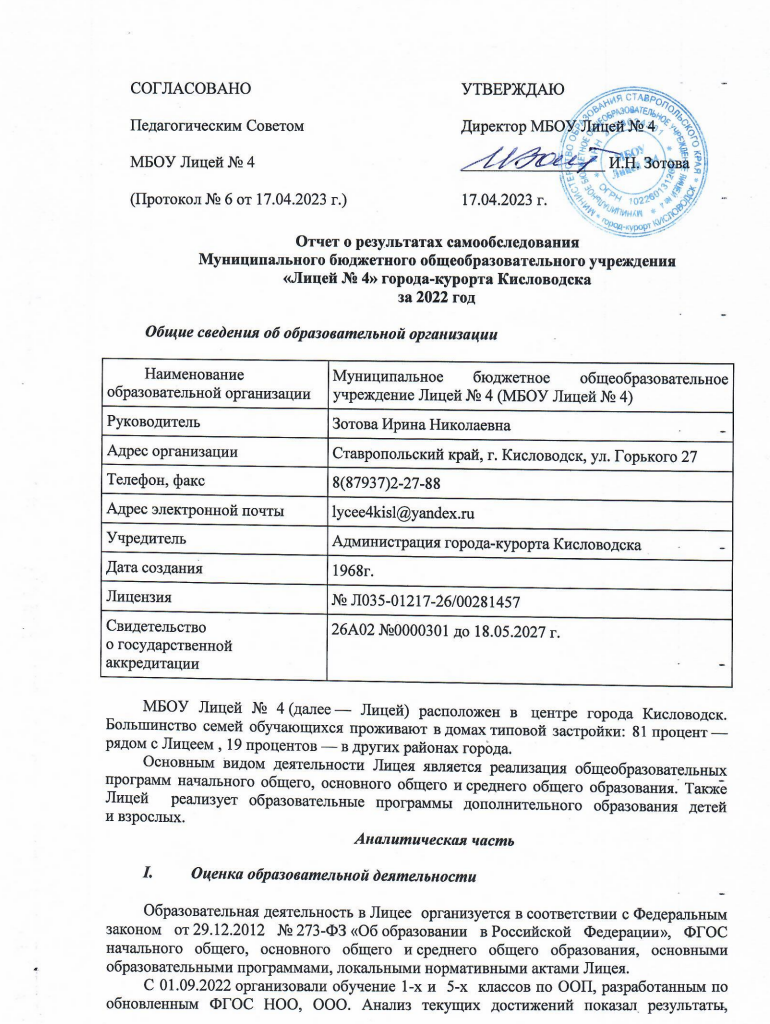 СОГЛАСОВАНО
Педагогическим Советом
МБОУ Лицей № 4
(Протокол № 6 от 17.04.2023 г.)
УТВЕРЖДАЮ
Директор МБОУ Лицей № 4
И.Н. Зотова
17.04.2023 г.
МИНИСТЕРСТВО ОБРАЗОВАНИЯ СТАВРОПОЛЬСКОГО КРАЯ
город-курорт КИСЛОВОДСК
Отчет о результатах самообследования
Муниципального бюджетного общеобразовательного учреждения
«Лицей № 4» города-курорта Кисловодска
за 2022 год
Общие сведения об образовательной организации
Наименование
образовательной организации
Муниципальное бюджетное общеобразовательное
учреждение Лицей № 4 (МБОУ Лицей № 4)
Руководитель
Зотова Ирина Николаевна
Адрес организации
Ставропольский край, г. Кисловодск, ул. Горького 27
Телефон, факс
8(87937)2-27-88
Адрес электронной почты
lycee4kisl@yandex.ru
Учредитель
Администрация города-курорта Кисловодска
Дата создания
1968г.
Лицензия
№ Л035-01217-26/00281457
Свидетельство
о государственной
аккредитации
26А02 №0000301 до 18.05.2027 г.
МБОУ Лицей № 4 (далее — Лицей) расположен в центре города Кисловодск.
Большинство семей обучающихся проживают в домах типовой застройки: 81 процент —
рядом с Лицеем , 19 процентов — в других районах города.
Основным видом деятельности Лицея является реализация общеобразовательных
программ начального общего, основного общего и среднего общего образования. Также
Лицей реализует образовательные программы дополнительного образования детей
и взрослых.
Аналитическая часть
I. Оценка образовательной деятельности
Образовательная деятельность в Лицее организуется в соответствии с Федеральным
законом от 29.12.2012 № 273-ФЗ «Об образовании в Российской Федерации», ФГОС
начального общего, основного общего и среднего общего образования, основными
образовательными программами, локальными нормативными актами Лицея.
С 01.09.2022 организовали обучение 1-х и 5-х классов по ООП, разработанным по
обновленным ФГОС НОО, ООО. Анализ текущих достижений показал результаты,